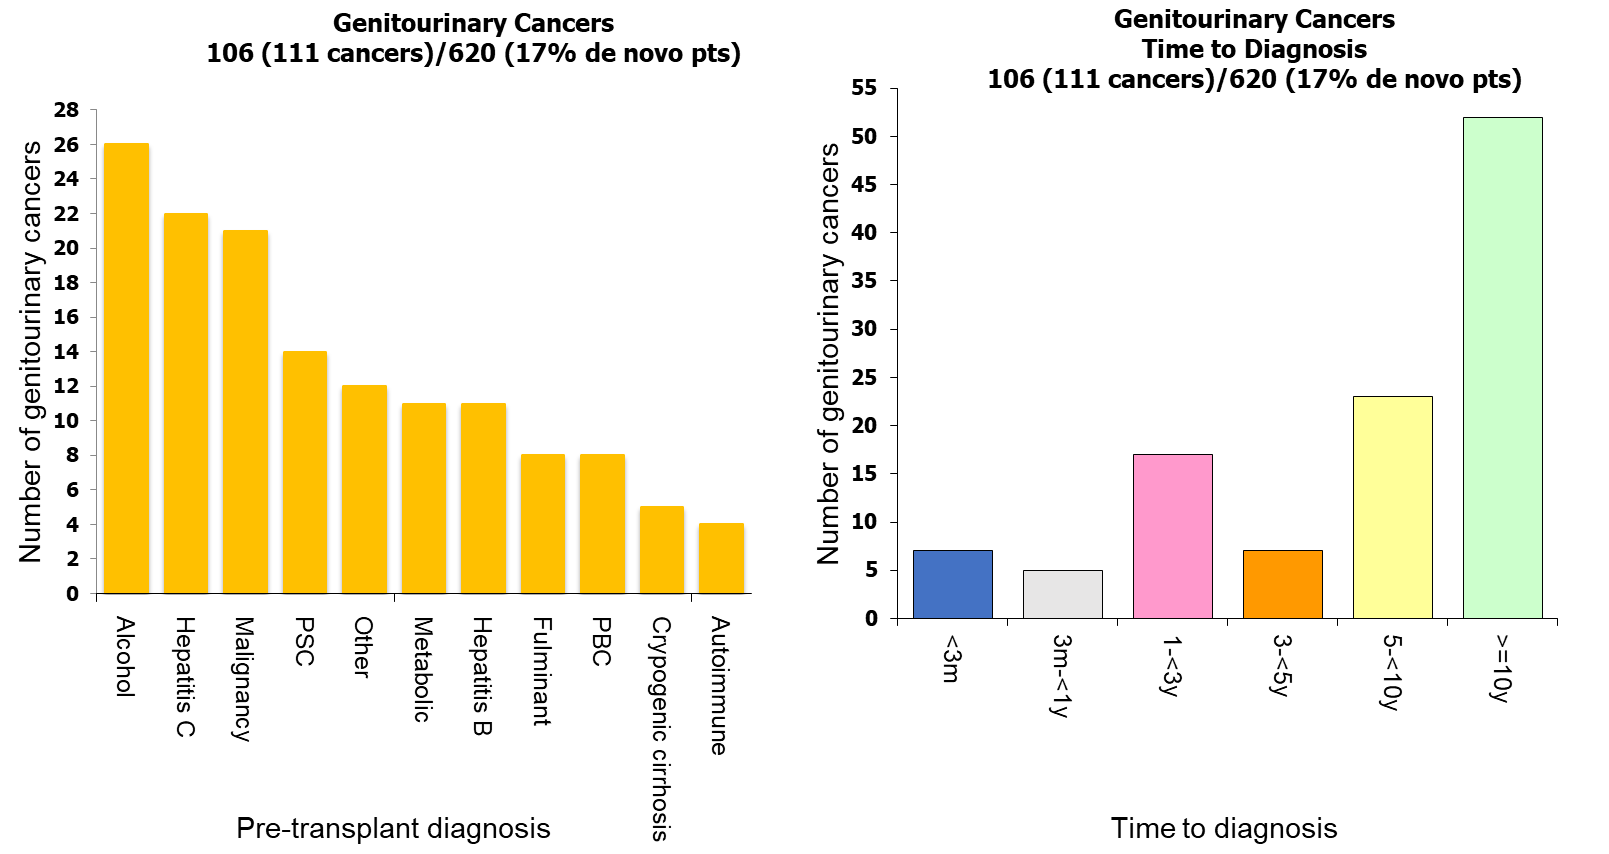 Genitourinary Cancers
106 (111 cancers)/620 (17% de novo pts)
Number of genitourinary cancers
28
26
24
22
20
18
16
14
12
10
8
6
4
2
0
Alcohol
Hepatitis C
Malignancy
PSC
Other
Metabolic
Hepatitis B
Fulminant
PBC
Crypogenic cirrhosis
Autoimmune
Pre-transplant diagnosis
Genitourinary Cancers
Time to Diagnosis
106 (111 cancers)/620 (17% de novo pts)
Number of genitourinary cancers
55
50
45
40
35
30
25
20
15
10
5
0
<3m
3m-<1y
1-<3y
3-<5y
5-<10y
>=10y
Time to diagnosis